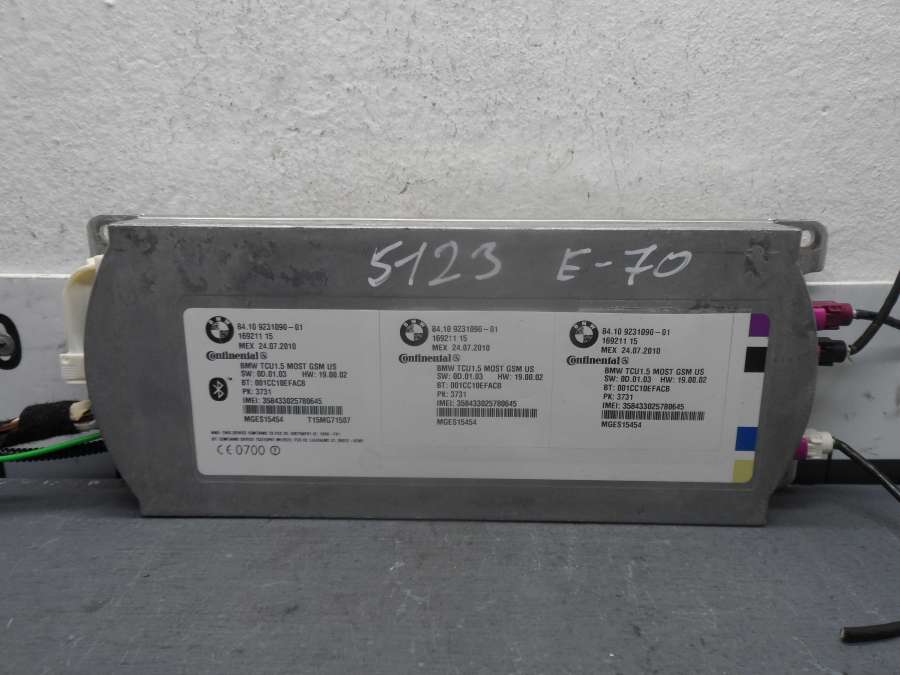 5123 E-70
84.10 9231090-01
169211 15
MEX 24.07.2010
Continental
BMW TCU1.5 MOST GSM US
SW: 0D.01.03 HW: 19.00.02
BT: 001CC10EFACB
PK: 3731
IMEI: 358433025780645
MGES15454 T15MG71507
CE0700
84.10 9231090-01
169211 15
MEX 24.07.2010
Continental
BMW TCU1.5 MOST GSM US
SW: 0D.01.03 HW: 19.00.02
BT: 001CC10EFACB
PK: 3731
IMEI: 358433025780645
MGES15454
84.10 9231090-01
169211 15
MEX 24.07.2010
Continental
BMW TCU1.5 MOST GSM US
SW: 0D.01.03 HW: 19.00.02
BT: 001CC10EFACB
PK: 3731
IMEI: 358433025780645
MGES15454